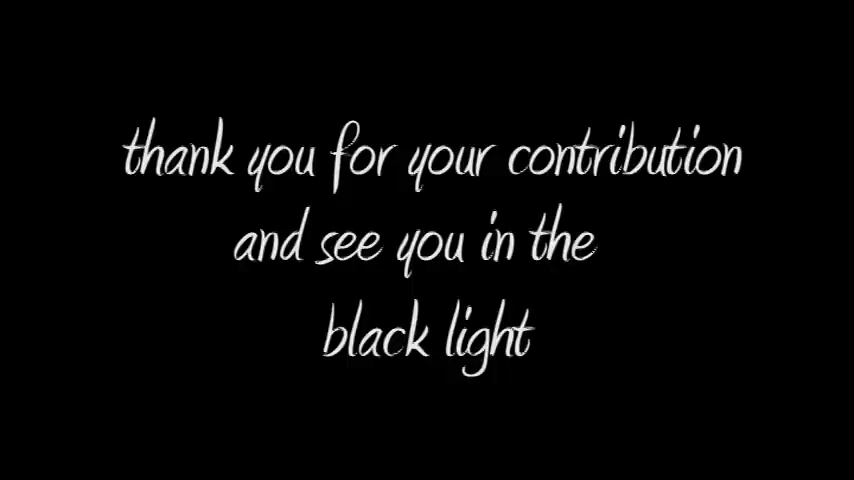 thank you for your contribution
and see you in the
black light